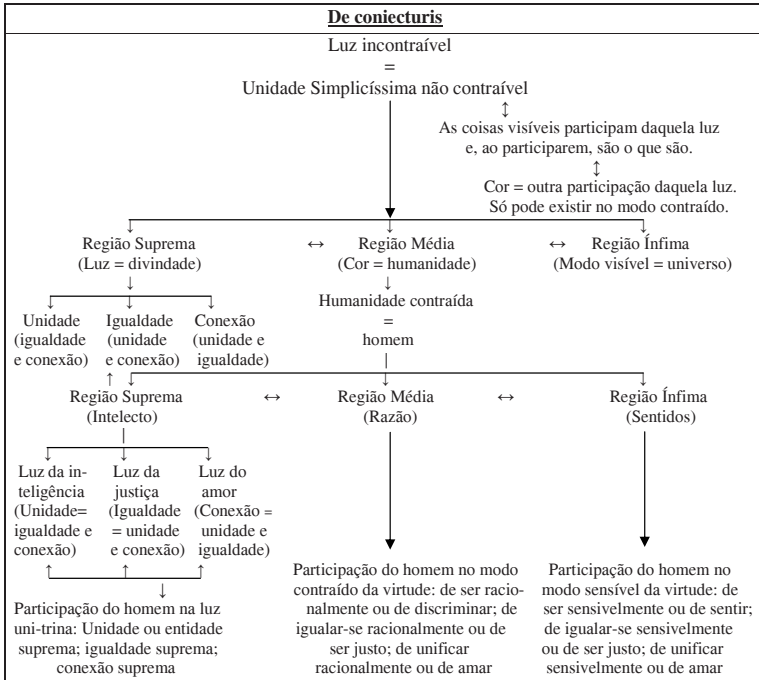 De coniecturis
Luz incontraível
=
Unidade Simplicíssima não contraível
↕
As coisas visíveis participam daquela luz
e, ao participarem, são o que são.
↕
Cor = outra participação daquela luz.
Só pode existir no modo contraído.
Região Suprema ↔ Região Média ↔ Região Ínfima
(Luz = divindade) (Cor = humanidade) (Modo visível = universo)
Humanidade contraída
=
homem
Unidade Igualdade Conexão
(igualdade (unidade (unidade e
e conexão) e conexão) igualdade)
Região Suprema ↔ Região Média ↔ Região Ínfima
(Intelecto) (Razão) (Sentidos)
Luz da in- Luz da Luz do
teligência justiça amor
(Unidade= (Igualdade (Conexão =
igualdade e = unidade unidade e
conexão) e conexão) igualdade)
Participação do homem na luz
uni-trina: Unidade ou entidade
suprema; igualdade suprema;
conexão suprema
Participação do homem no modo
contraído da virtude: de ser racio-
nalmente ou de discriminar; de
igualar-se racionalmente ou de
ser justo; de unificar
racionalmente ou de amar
Participação do homem no
modo sensível da virtude: de
ser sensivelmente ou de sentir;
de igualar-se sensivelmente
ou de ser justo; de unificar
sensivelmente ou de amar